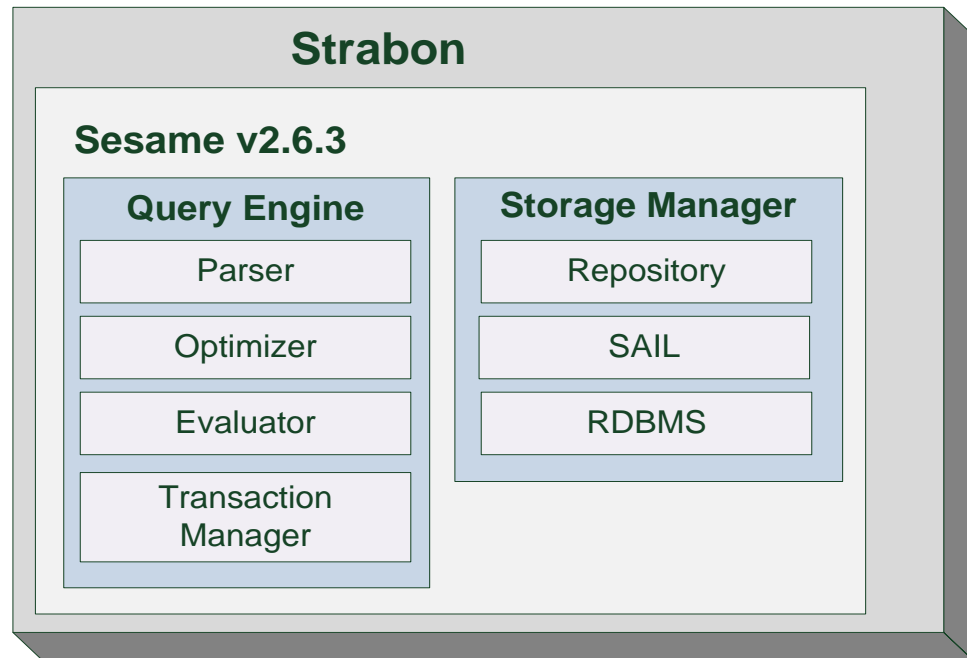 Strabon
Sesame v2.6.3
Query Engine
Parser
Optimizer
Evaluator
Transaction
Manager
Storage Manager
Repository
SAIL
RDBMS